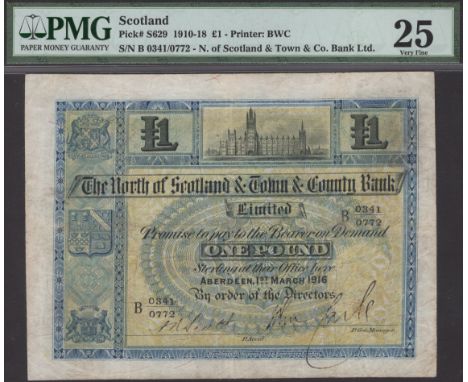 PMG
PAPER MONEY GUARANTY
Scotland
Pick# S629 1910-18 £1 - Printer: BWC
S/N B 0341/0772 - N. of Scotland & Town & Co. Bank Ltd.
25
Very Fine
£1
£1
The North of Scotland & Town & County Bank
Limited
B 0341
0772
Promise to pay to the Bearer on Demand
ONE POUND
Sterling at their Office here
ABERDEEN, 1ST MARCH 1916
By order of the Directors
B 0341
0772
P. Acctt.
P. Gen. Manager.